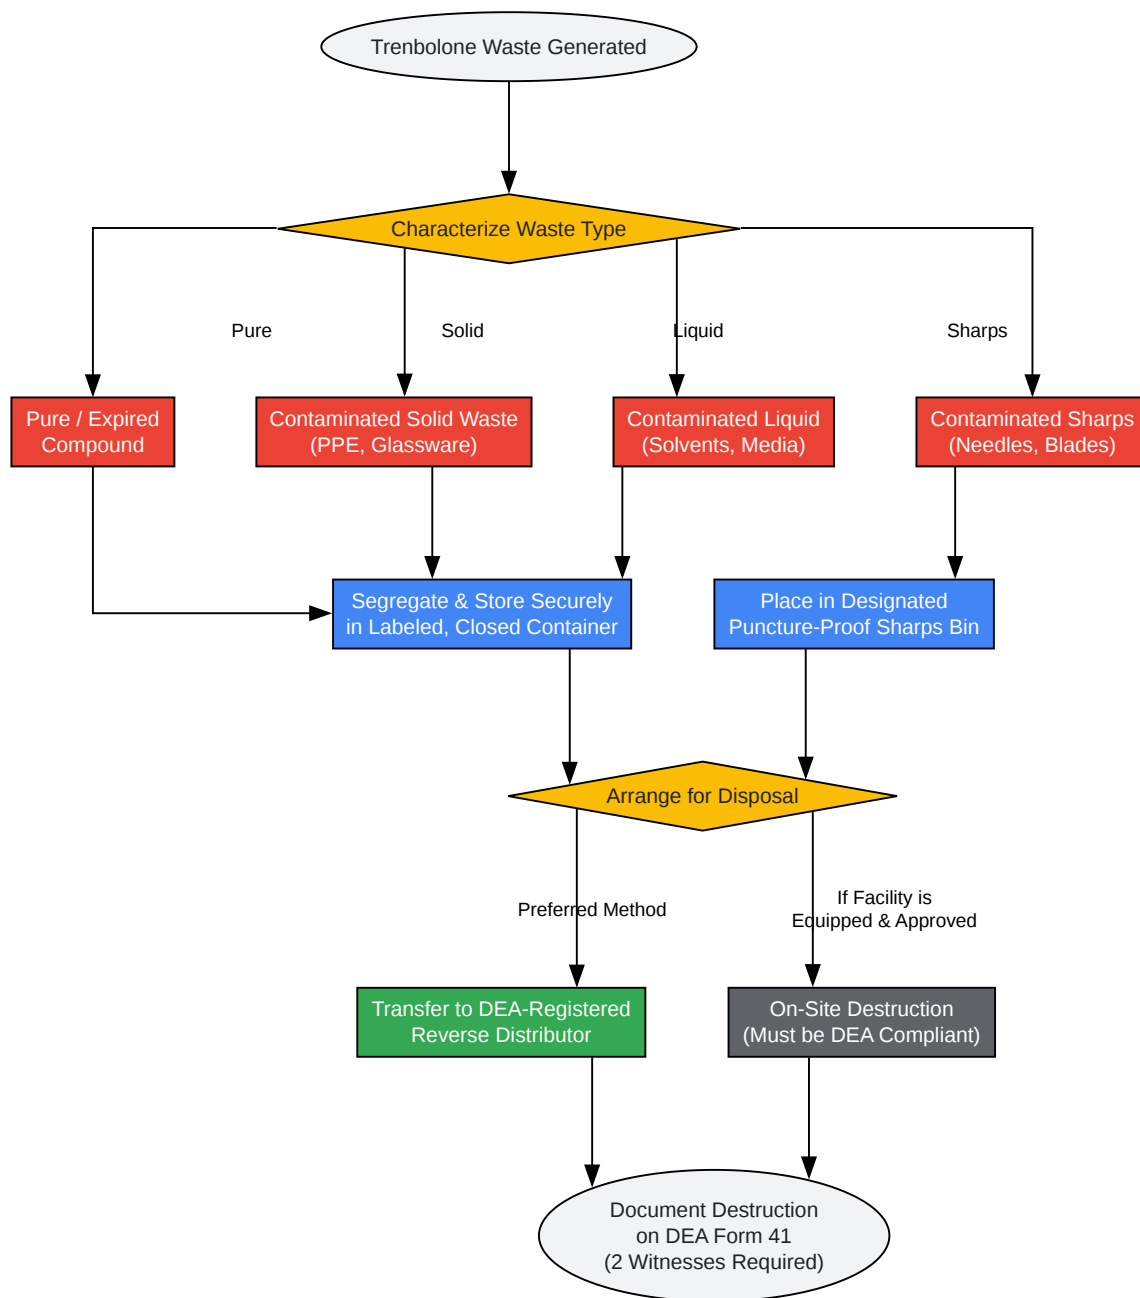 Trenbolone Waste Generated
Characterize Waste Type
Pure
Solid
Liquid
Sharps
Pure / Expired
Compound
Contaminated Solid Waste
(PPE, Glassware)
Contaminated Liquid
(Solvents, Media)
Contaminated Sharps
(Needles, Blades)
Segregate & Store Securely
in Labeled, Closed Container
Place in Designated
Puncture-Proof Sharps Bin
Arrange for Disposal
Preferred Method
If Facility is
Equipped & Approved
Transfer to DEA-Registered
Reverse Distributor
On-Site Destruction
(Must be DEA Compliant)
Document Destruction
on DEA Form 41
(2 Witnesses Required)